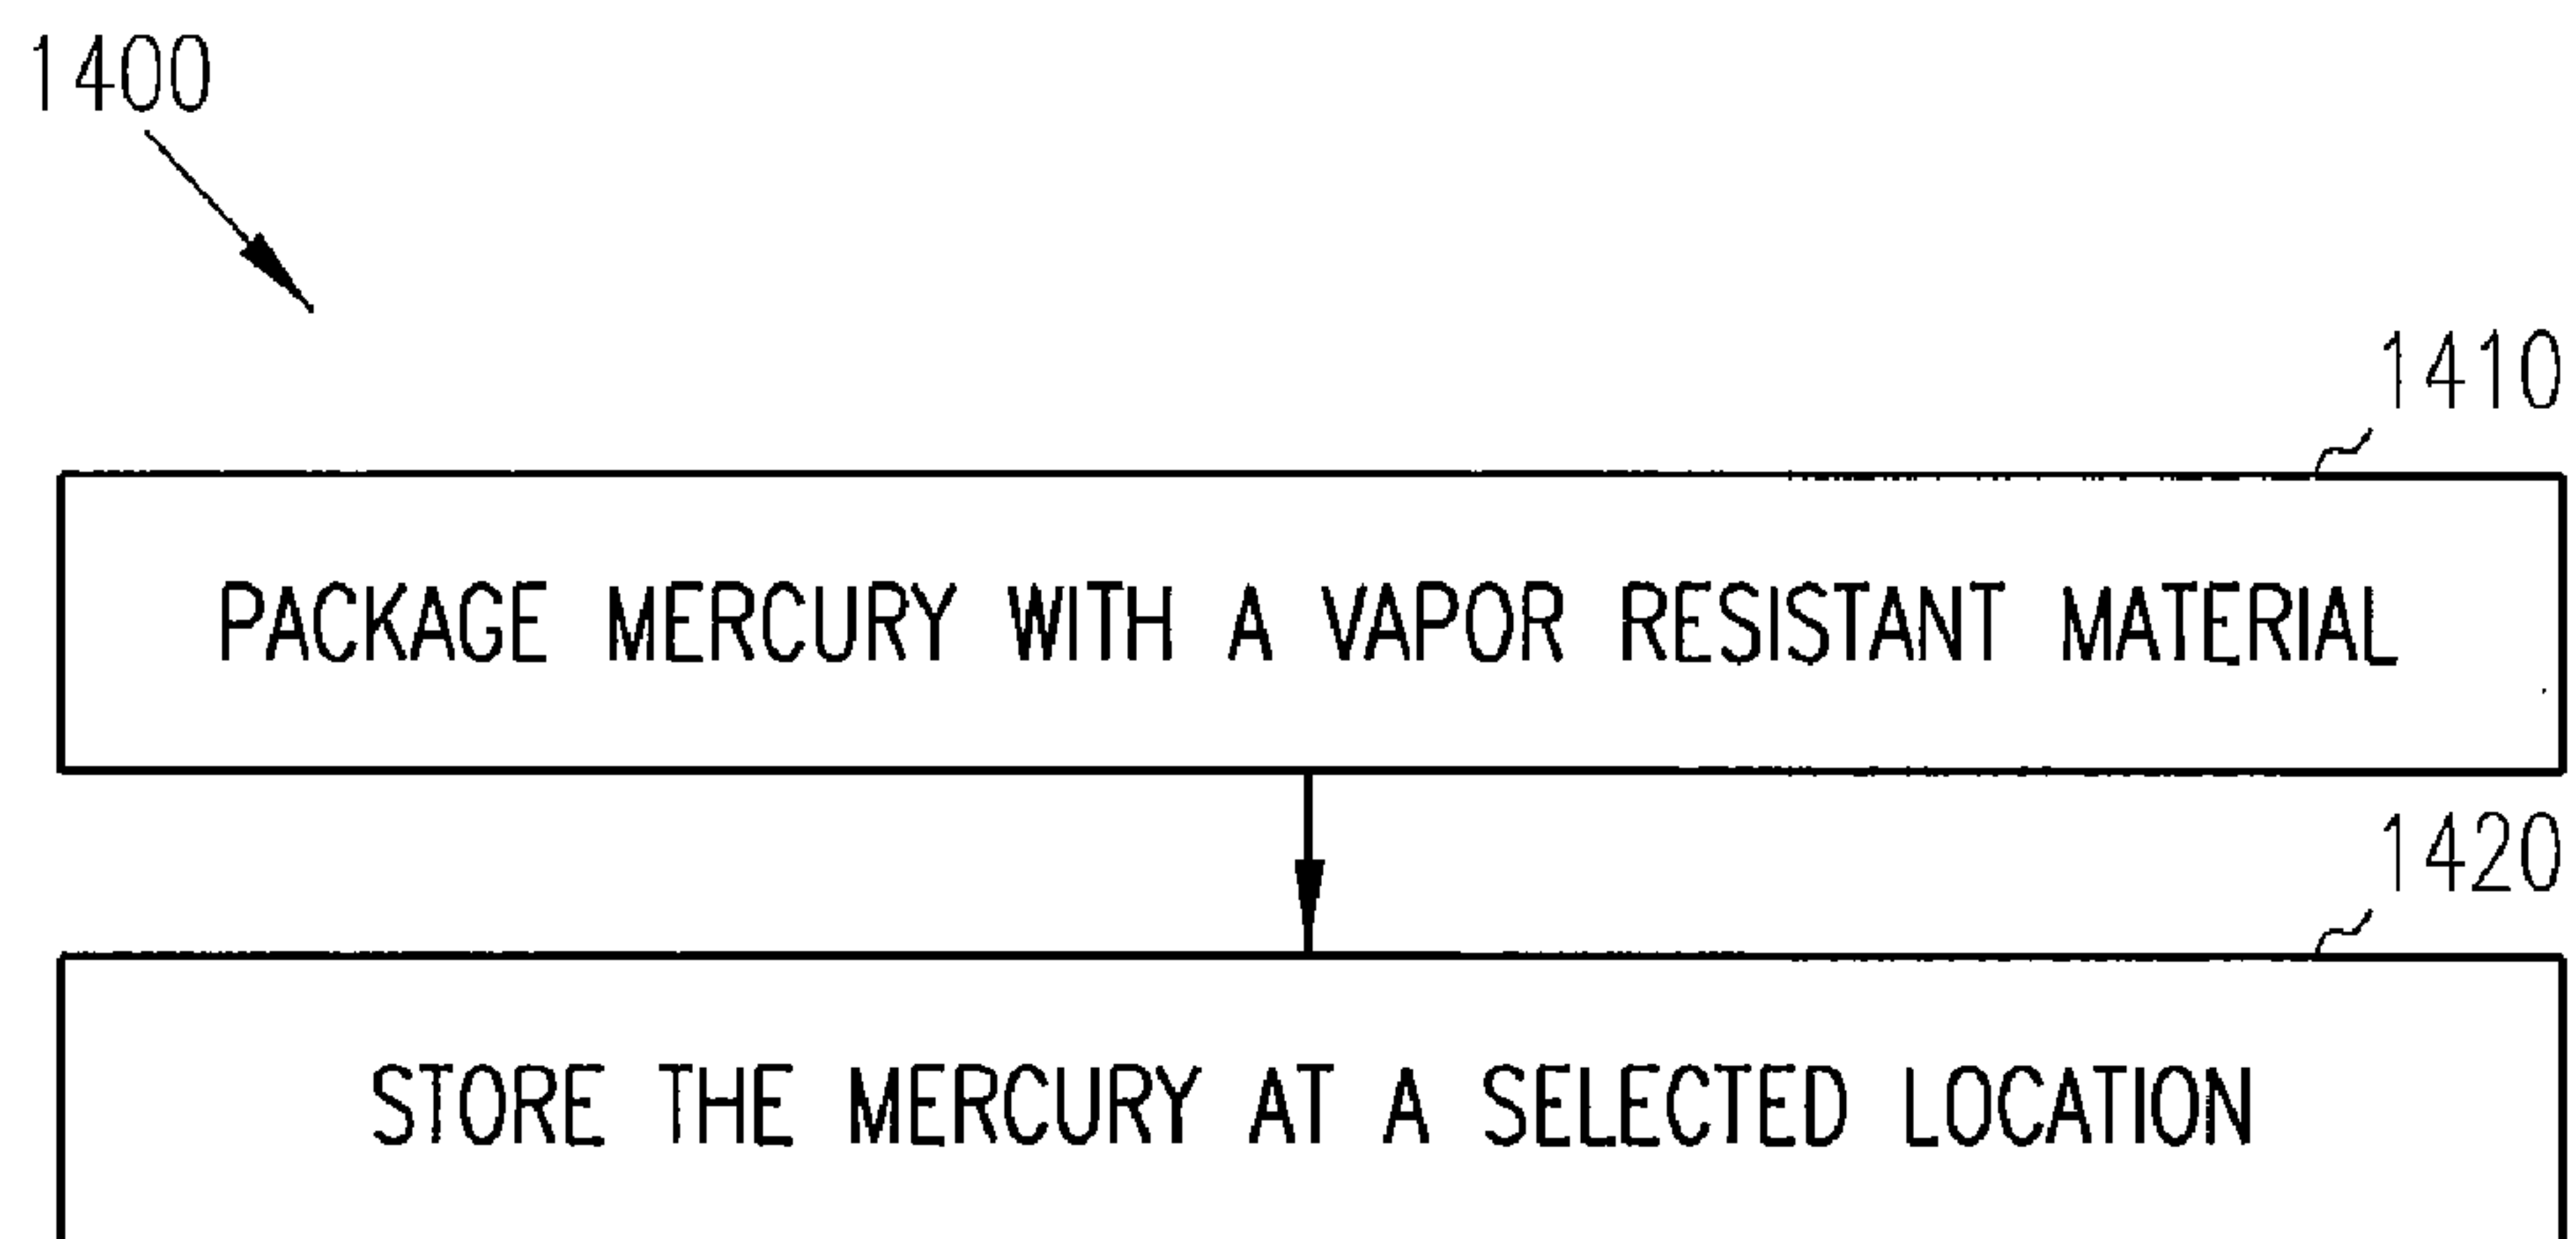 1400
1410
PACKAGE MERCURY WITH A VAPOR RESISTANT MATERIAL
1420
STORE THE MERCURY AT A SELECTED LOCATION